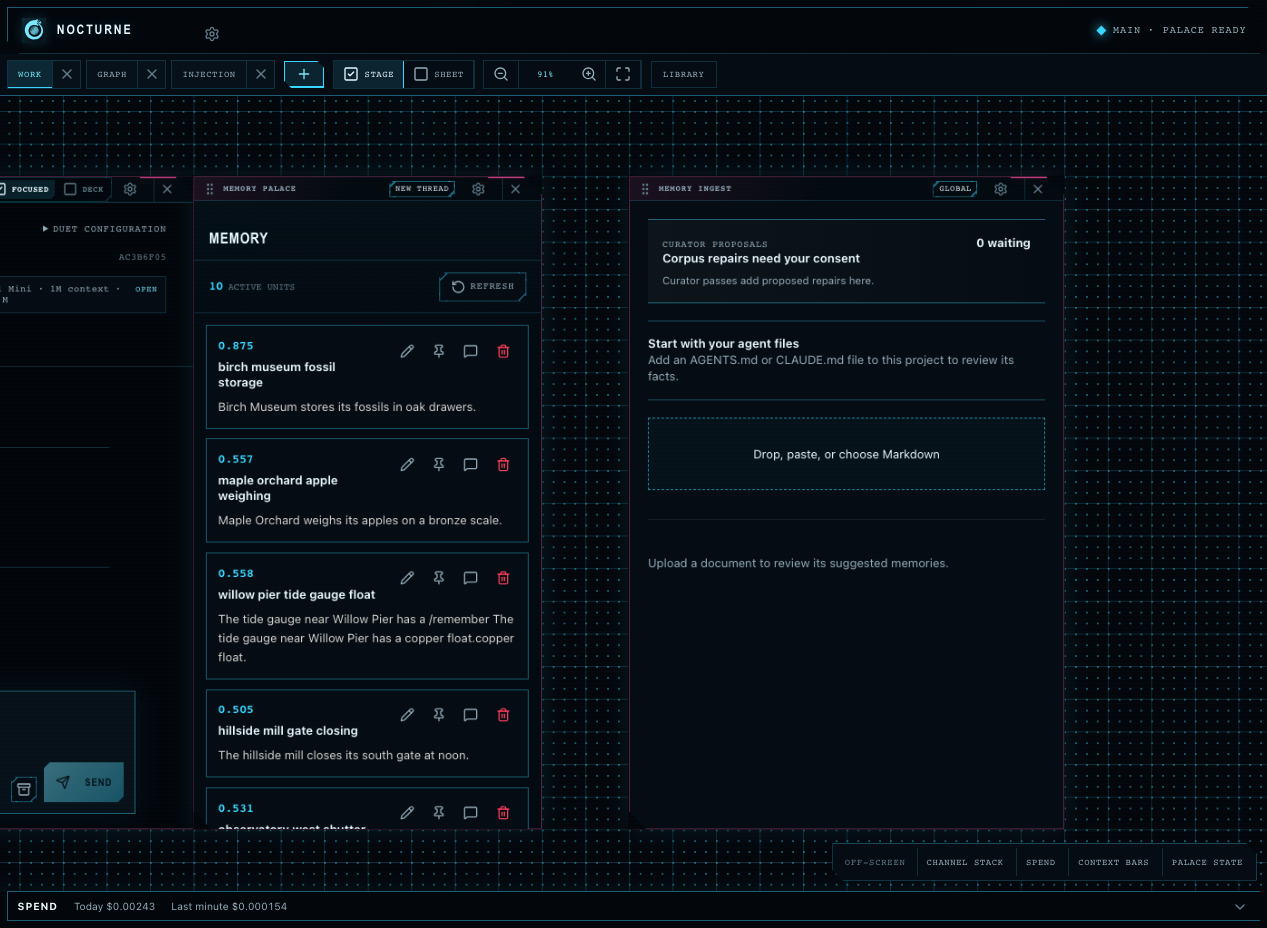 NOCTURNE
MAIN · PALACE READY
WORK
GRAPH
INJECTION
STAGE
SHEET
91%
LIBRARY
FOCUSED
DECK
DUET CONFIGURATION
AC3B6F05
Mini · 1M context ·
M
OPEN
SEND
MEMORY PALACE
NEW THREAD
MEMORY
10 ACTIVE UNITS
REFRESH
0.875
birch museum fossil
storage
Birch Museum stores its fossils in oak drawers.
0.557
maple orchard apple
weighing
Maple Orchard weighs its apples on a bronze scale.
0.558
willow pier tide gauge float
The tide gauge near Willow Pier has a /remember The
tide gauge near Willow Pier has a copper float.copper
float.
0.505
hillside mill gate closing
The hillside mill closes its south gate at noon.
0.531
observatory west shutter
MEMORY INGEST
GLOBAL
CURATOR PROPOSALS
0 waiting
Corpus repairs need your consent
Curator passes add proposed repairs here.
Start with your agent files
Add an AGENTS.md or CLAUDE.md file to this project to review its
facts.
Drop, paste, or choose Markdown
Upload a document to review its suggested memories.
OFF-SCREEN
CHANNEL STACK
SPEND
CONTEXT BARS
PALACE STATE
SPEND
Today $0.00243
Last minute $0.000154